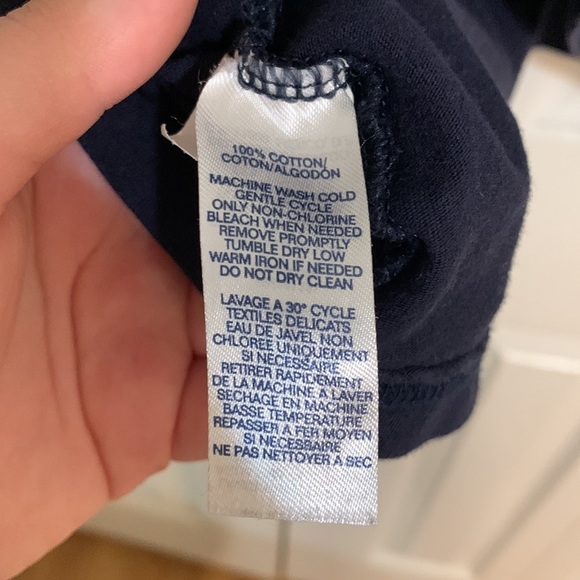 100% COTTON/
COTON/ALGODÓN
MACHINE WASH COLD
GENTLE CYCLE
ONLY NON-CHLORINE
BLEACH WHEN NEEDED
REMOVE PROMPTLY
TUMBLE DRY LOW
WARM IRON IF NEEDED
DO NOT DRY CLEAN
LAVAGE A 30° CYCLE
TEXTILES DELICATS
EAU DE JAVEL NON
CHLOREE UNIQUEMENT
SI NECESSAIRE
RETIRER RAPIDEMENT
DE LA MACHINE A LAVER
SECHAGE EN MACHINE
BASSE TEMPERATURE
REPASSER A FER MOYEN
SI NECESSAIRE
NE PAS NETTOYER A SEC